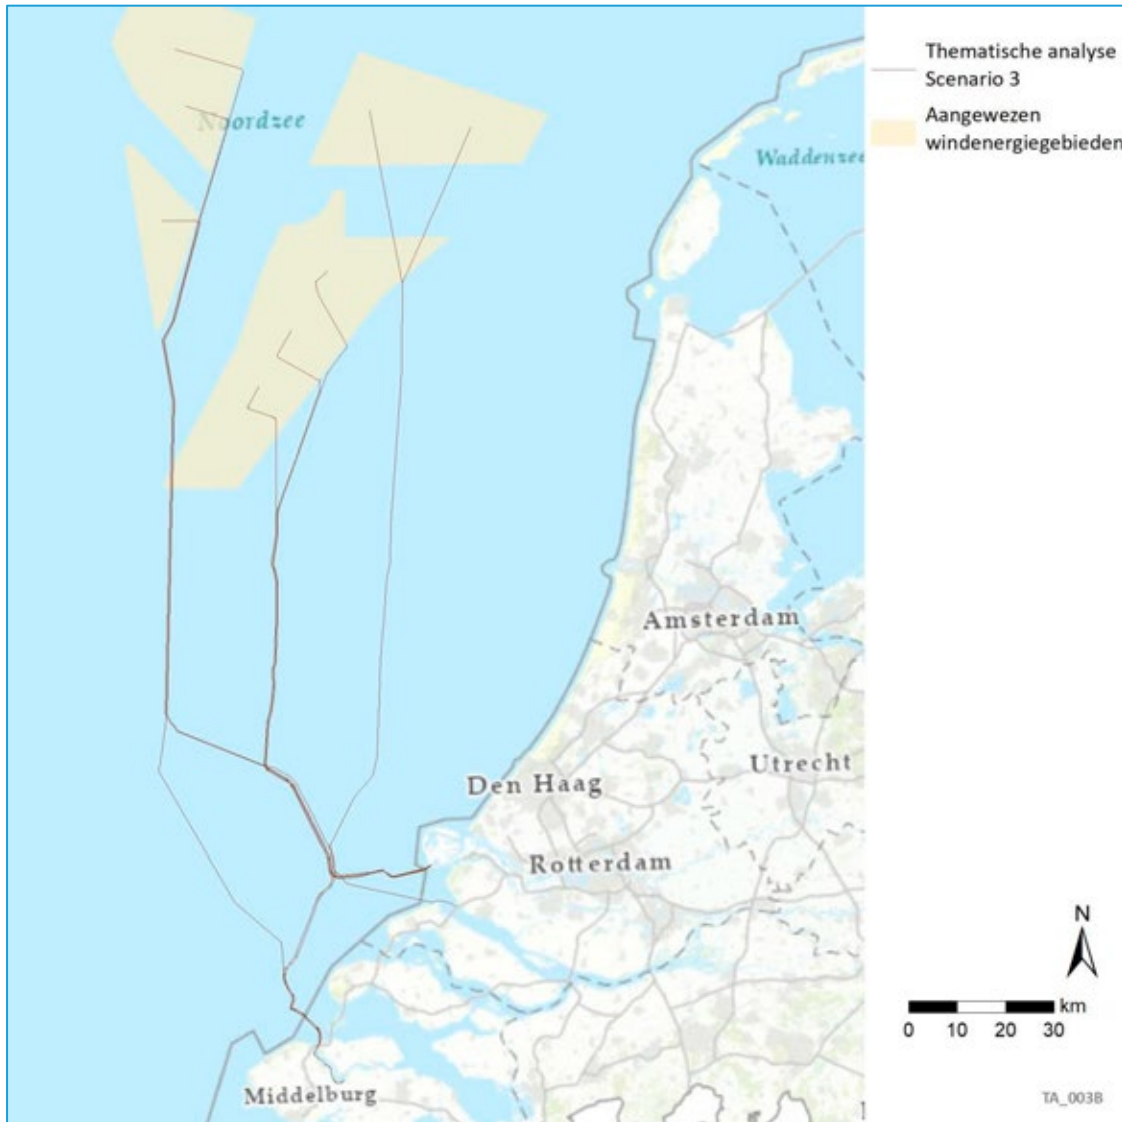 Thematische analyse
Scenario 3
Aangewezen
windenergiegebieden
Noordzee
Waddenzee
Amsterdam
Utrecht
Den Haag
Rotterdam
Middelburg
N
km
0 10 20 30
TA_003B